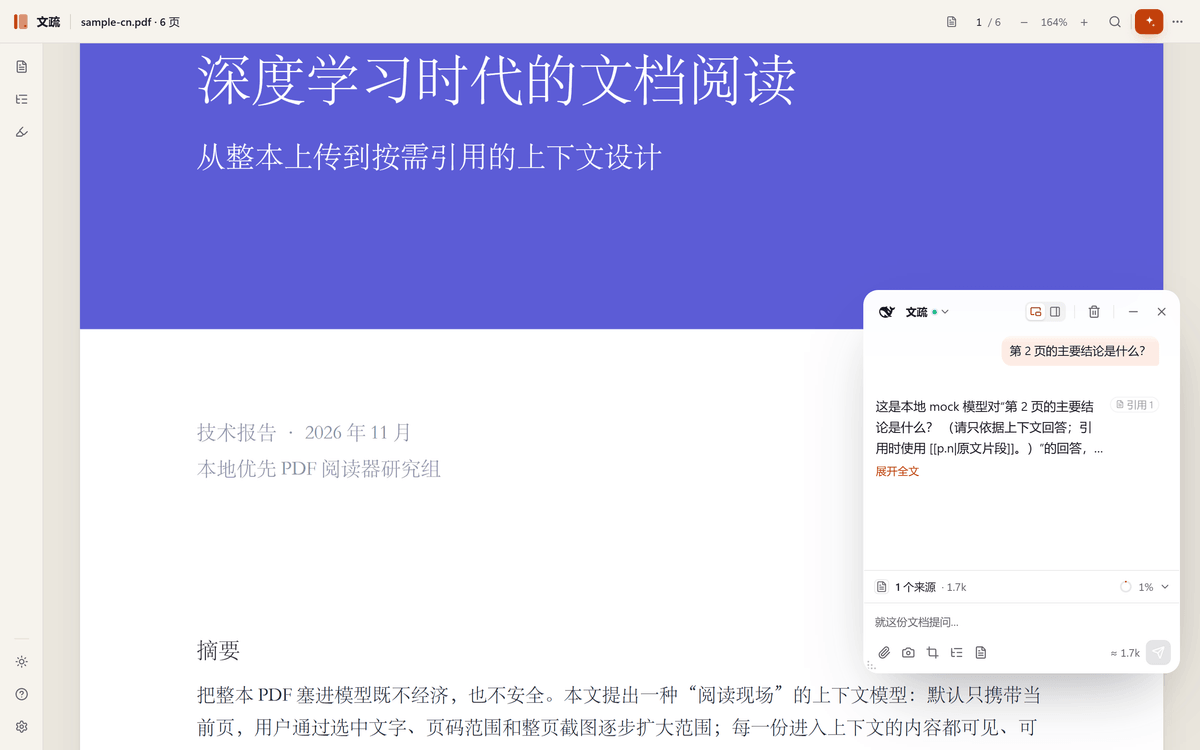 文疏
sample-cn.pdf · 6 页
1 / 6
164%
深度学习时代的文档阅读
从整本上传到按需引用的上下文设计
技术报告 · 2026 年 11 月
本地优先 PDF 阅读器研究组
摘要
把整本 PDF 塞进模型既不经济，也不安全。本文提出一种“阅读现场”的上下文模型：默认只携带当
前页，用户通过选中文字、页码范围和整页截图逐步扩大范围；每一份进入上下文的内容都可见、可
文疏
第 2 页的主要结论是什么？
这是本地 mock 模型对“第 2 页的主要结
论是什么？（请只依据上下文回答；引
用时使用 [[p.n|原文片段]]。）”的回答，...
引用 1
展开全文
1 个来源 · 1.7k
1%
就这份文档提问...
≈ 1.7k